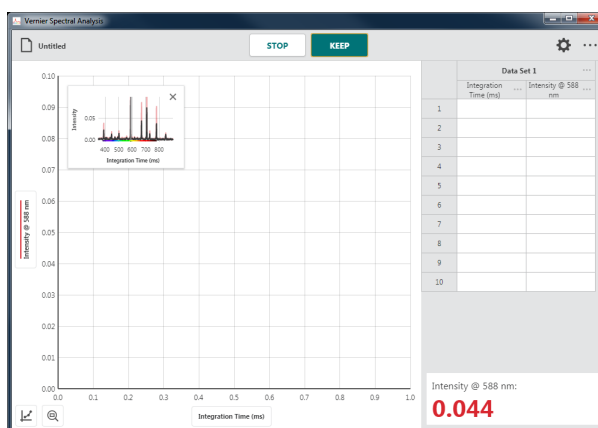 Vernier Spectral Analysis
Untitled
STOP
KEEP
0.10
0.09
0.08
0.07
0.06
0.05
0.04
0.03
0.02
0.01
0.00
0.0 0.1 0.2 0.3 0.4 0.5 0.6 0.7 0.8 0.9 1.0
Intensity @ 588 nm
Integration Time (ms)
Intensity
0.05
0.00
400 500 600 700 800
Integration Time (ms)
Data Set 1 ...
Integration Time (ms) ...
Intensity @ 588 nm ...
1
2
3
4
5
6
7
8
9
10
Intensity @ 588 nm:
0.044